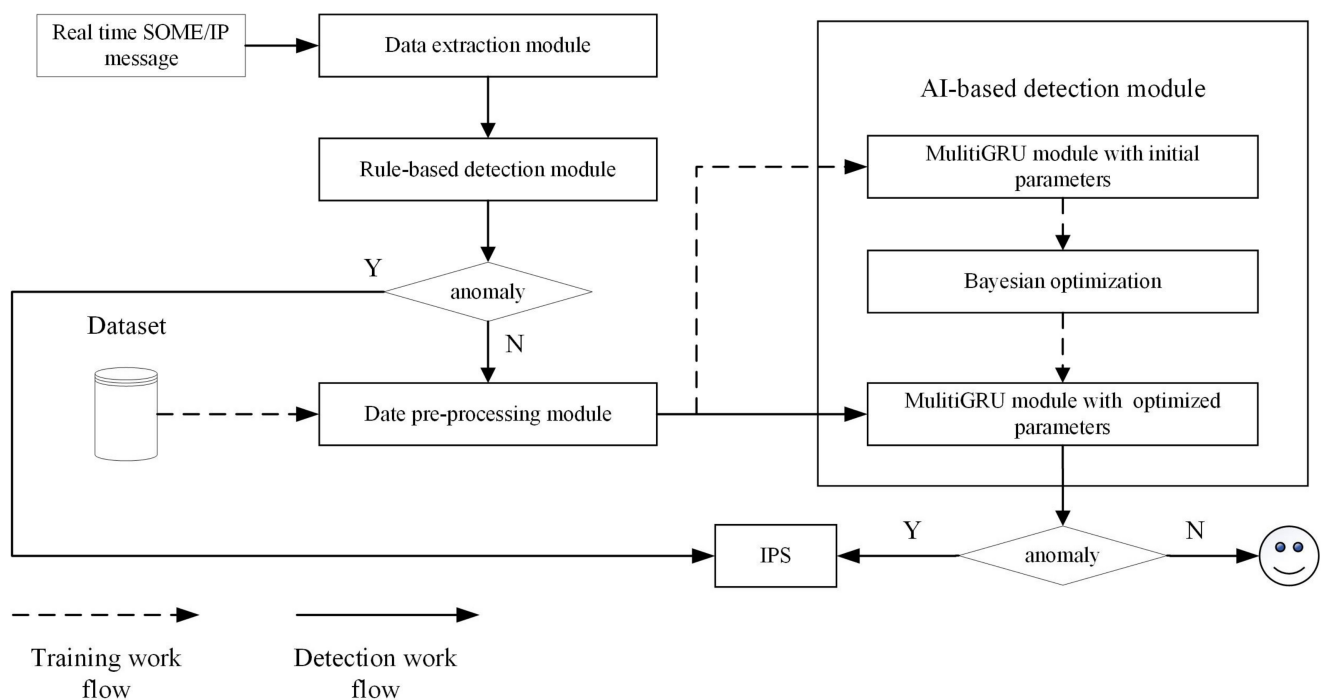 Real time SOME/IP
message
Data extraction module
Rule-based detection module
Y
anomaly
N
Dataset
Date pre-processing module
AI-based detection module
MulitiGRU module with initial
parameters
Bayesian optimization
MulitiGRU module with optimized
parameters
IPS
Y
anomaly
N
Training work
flow
Detection work
flow